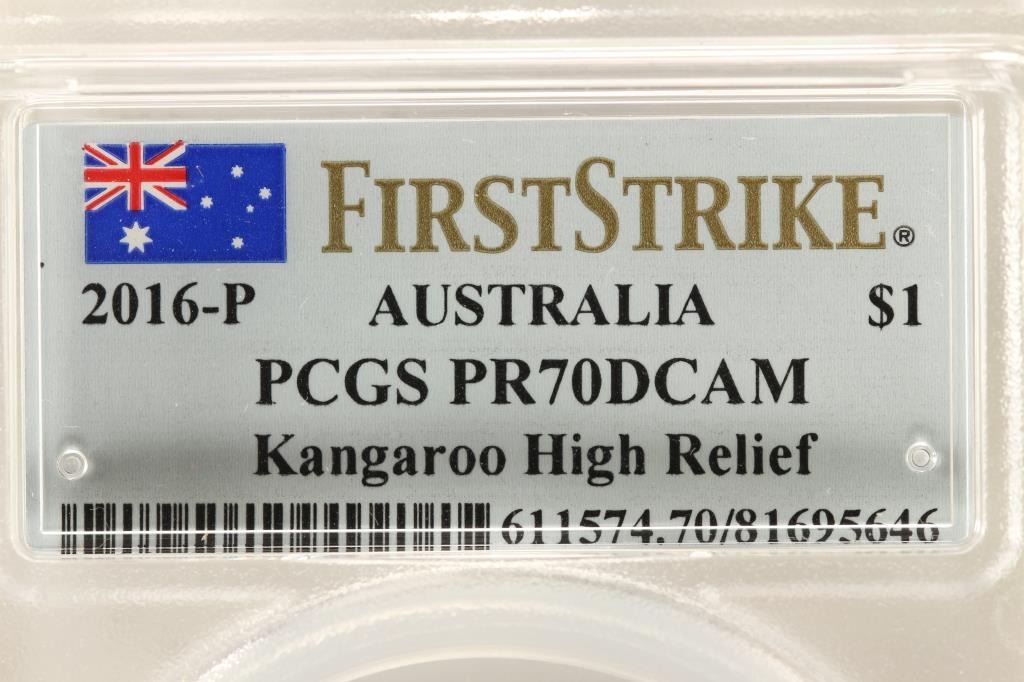 FIRSTSTRIKE®
2016-P AUSTRALIA $1
PCGS PR70DCAM
Kangaroo High Relief
611574.70/81695646